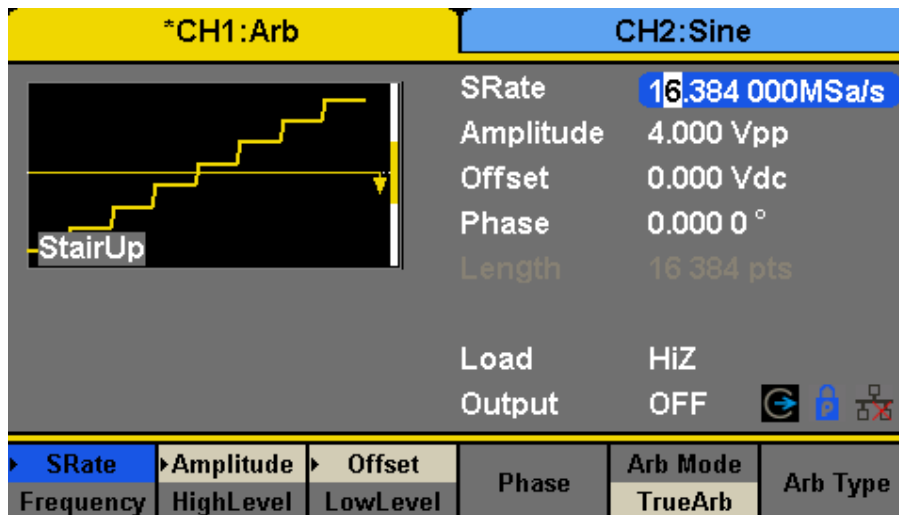 *CH1:Arb
CH2:Sine
SRate 16.384 000MSa/s
Amplitude 4.000 Vpp
Offset 0.000 Vdc
Phase 0.000 0 °
Length 16 384 pts
StairUp
Load HiZ
Output OFF
P
SRate Amplitude Offset Phase Arb Mode Arb Type
Frequency HighLevel LowLevel TrueArb